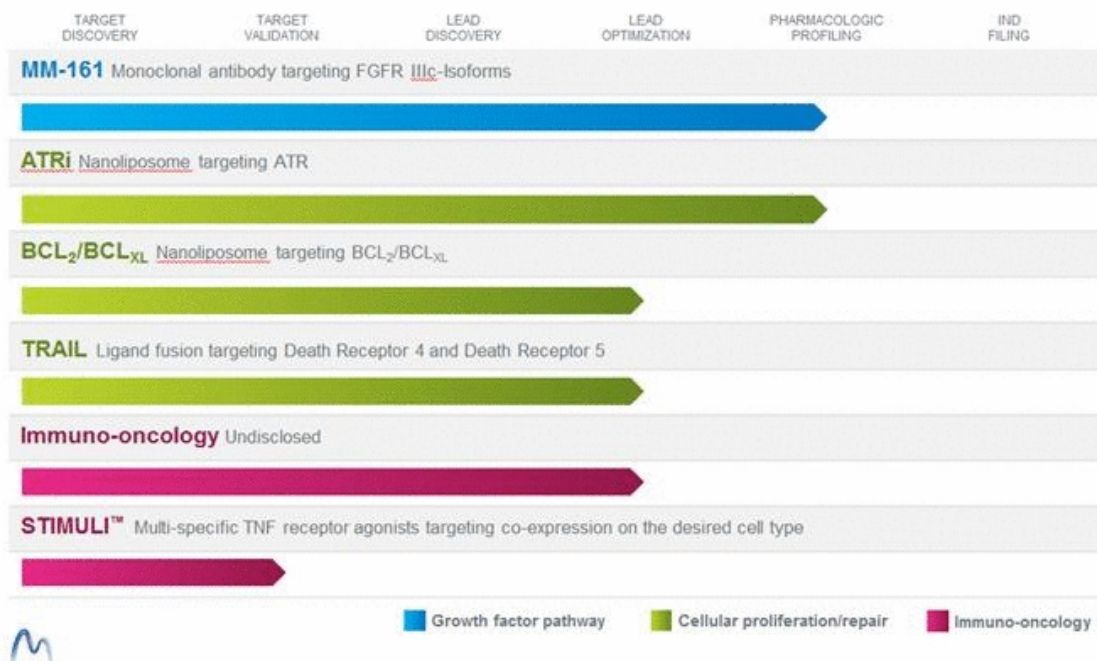 TARGET DISCOVERY
TARGET VALIDATION
LEAD DISCOVERY
LEAD OPTIMIZATION
PHARMACOLOGIC PROFILING
IND FILING
MM-161 Monoclonal antibody targeting FGFR IIIc-Isoforms
ATRi Nanoliposome targeting ATR
BCL₂/BCL_XL Nanoliposome targeting BCL₂/BCL_XL
TRAIL Ligand fusion targeting Death Receptor 4 and Death Receptor 5
Immuno-oncology Undisclosed
STIMULI™ Multi-specific TNF receptor agonists targeting co-expression on the desired cell type
Growth factor pathway
Cellular proliferation/repair
Immuno-oncology